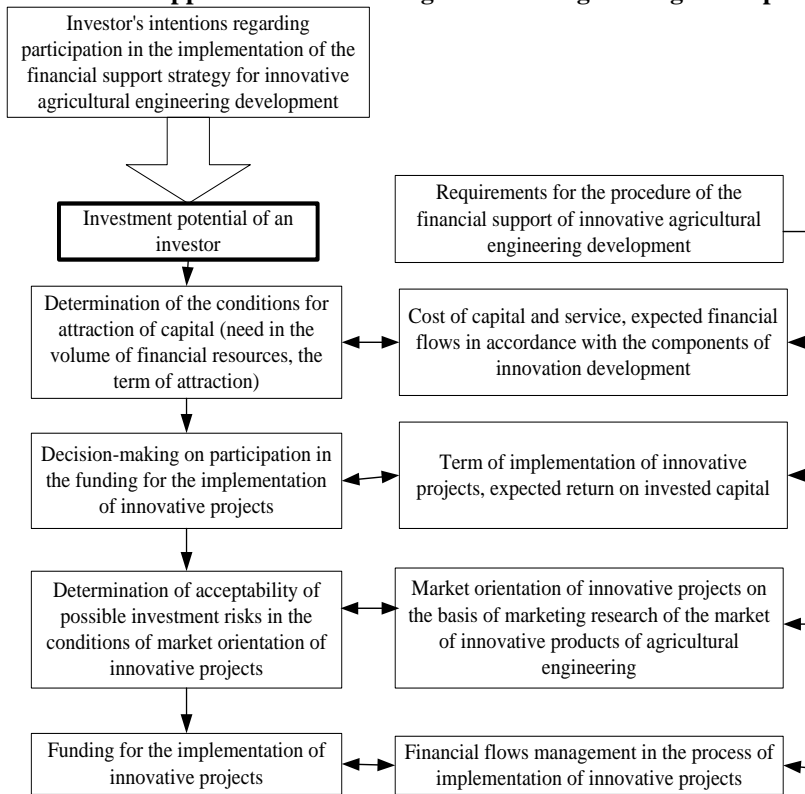 Investor's intentions regarding
participation in the implementation of the
financial support strategy for innovative
agricultural engineering development
Investment potential of an
investor
Requirements for the procedure of the
financial support of innovative agricultural
engineering development
Determination of the conditions for
attraction of capital (need in the
volume of financial resources, the
term of attraction)
Cost of capital and service, expected financial
flows in accordance with the components of
innovation development
Decision-making on participation in
the funding for the implementation
of innovative projects
Term of implementation of innovative
projects, expected return on invested capital
Determination of acceptability of
possible investment risks in the
conditions of market orientation of
innovative projects
Market orientation of innovative projects on
the basis of marketing research of the market
of innovative products of agricultural
engineering
Funding for the implementation of
innovative projects
Financial flows management in the process of
implementation of innovative projects